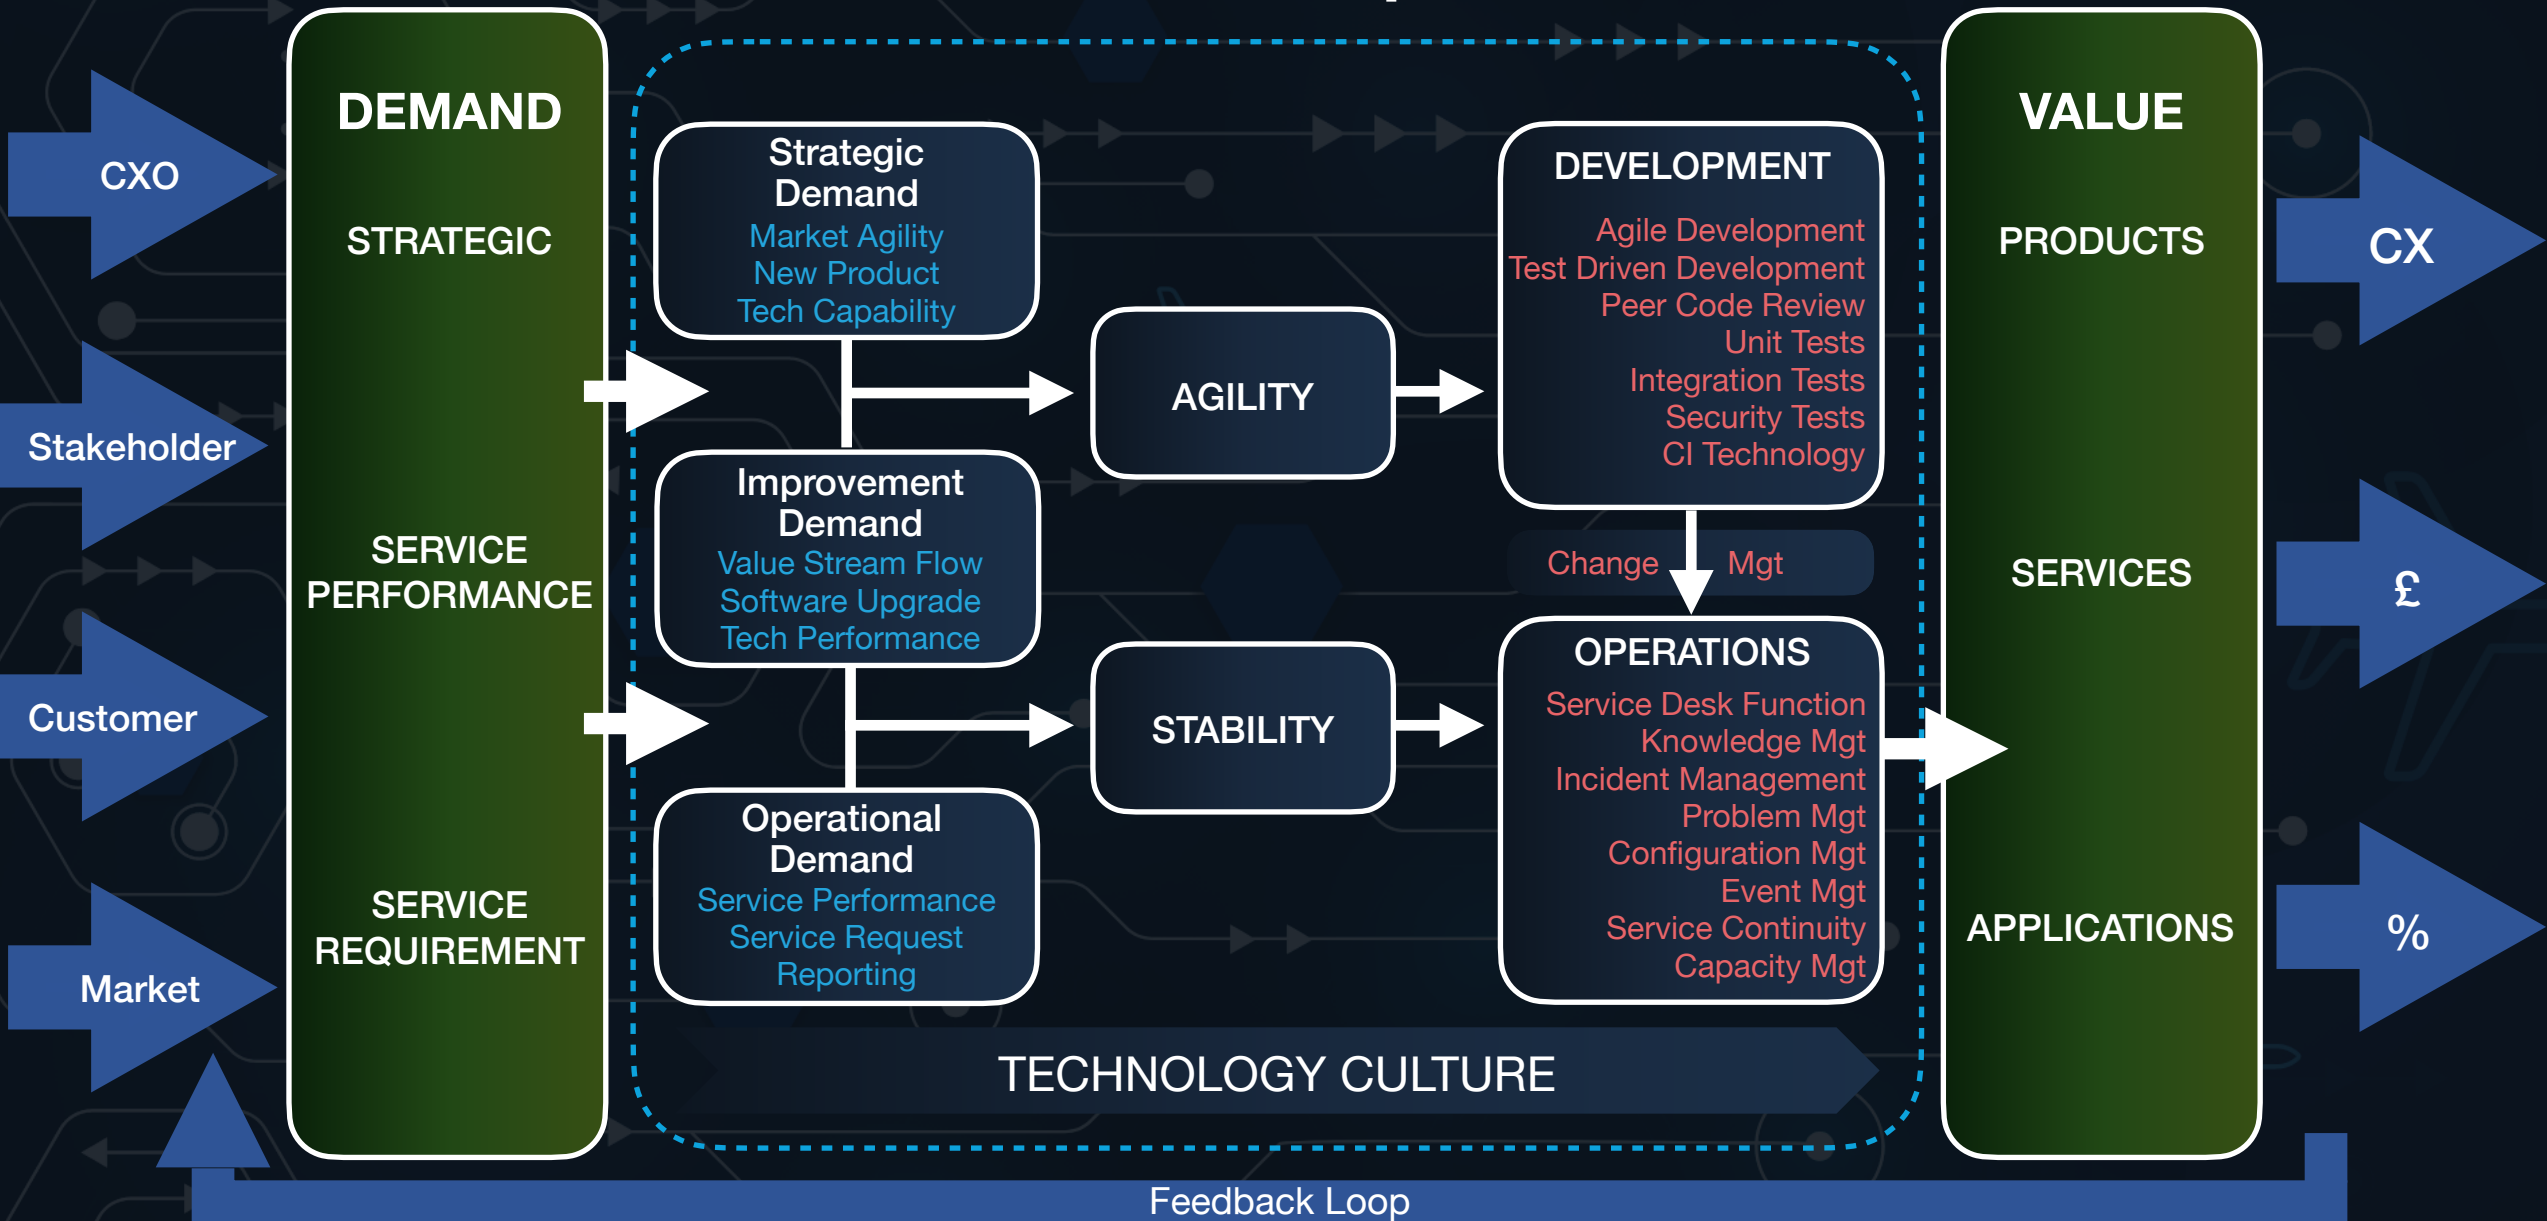 CXO
Stakeholder
Customer
Market
DEMAND
STRATEGIC
SERVICE
PERFORMANCE
SERVICE
REQUIREMENT
Strategic
Demand
Market Agility
New Product
Tech Capability
Improvement
Demand
Value Stream Flow
Software Upgrade
Tech Performance
Operational
Demand
Service Performance
Service Request
Reporting
AGILITY
STABILITY
DEVELOPMENT
Agile Development
Test Driven Development
Peer Code Review
Unit Tests
Integration Tests
Security Tests
CI Technology
Change Mgt
OPERATIONS
Service Desk Function
Knowledge Mgt
Incident Management
Problem Mgt
Configuration Mgt
Event Mgt
Service Continuity
Capacity Mgt
TECHNOLOGY CULTURE
VALUE
PRODUCTS
SERVICES
APPLICATIONS
CX
£
%
Feedback Loop